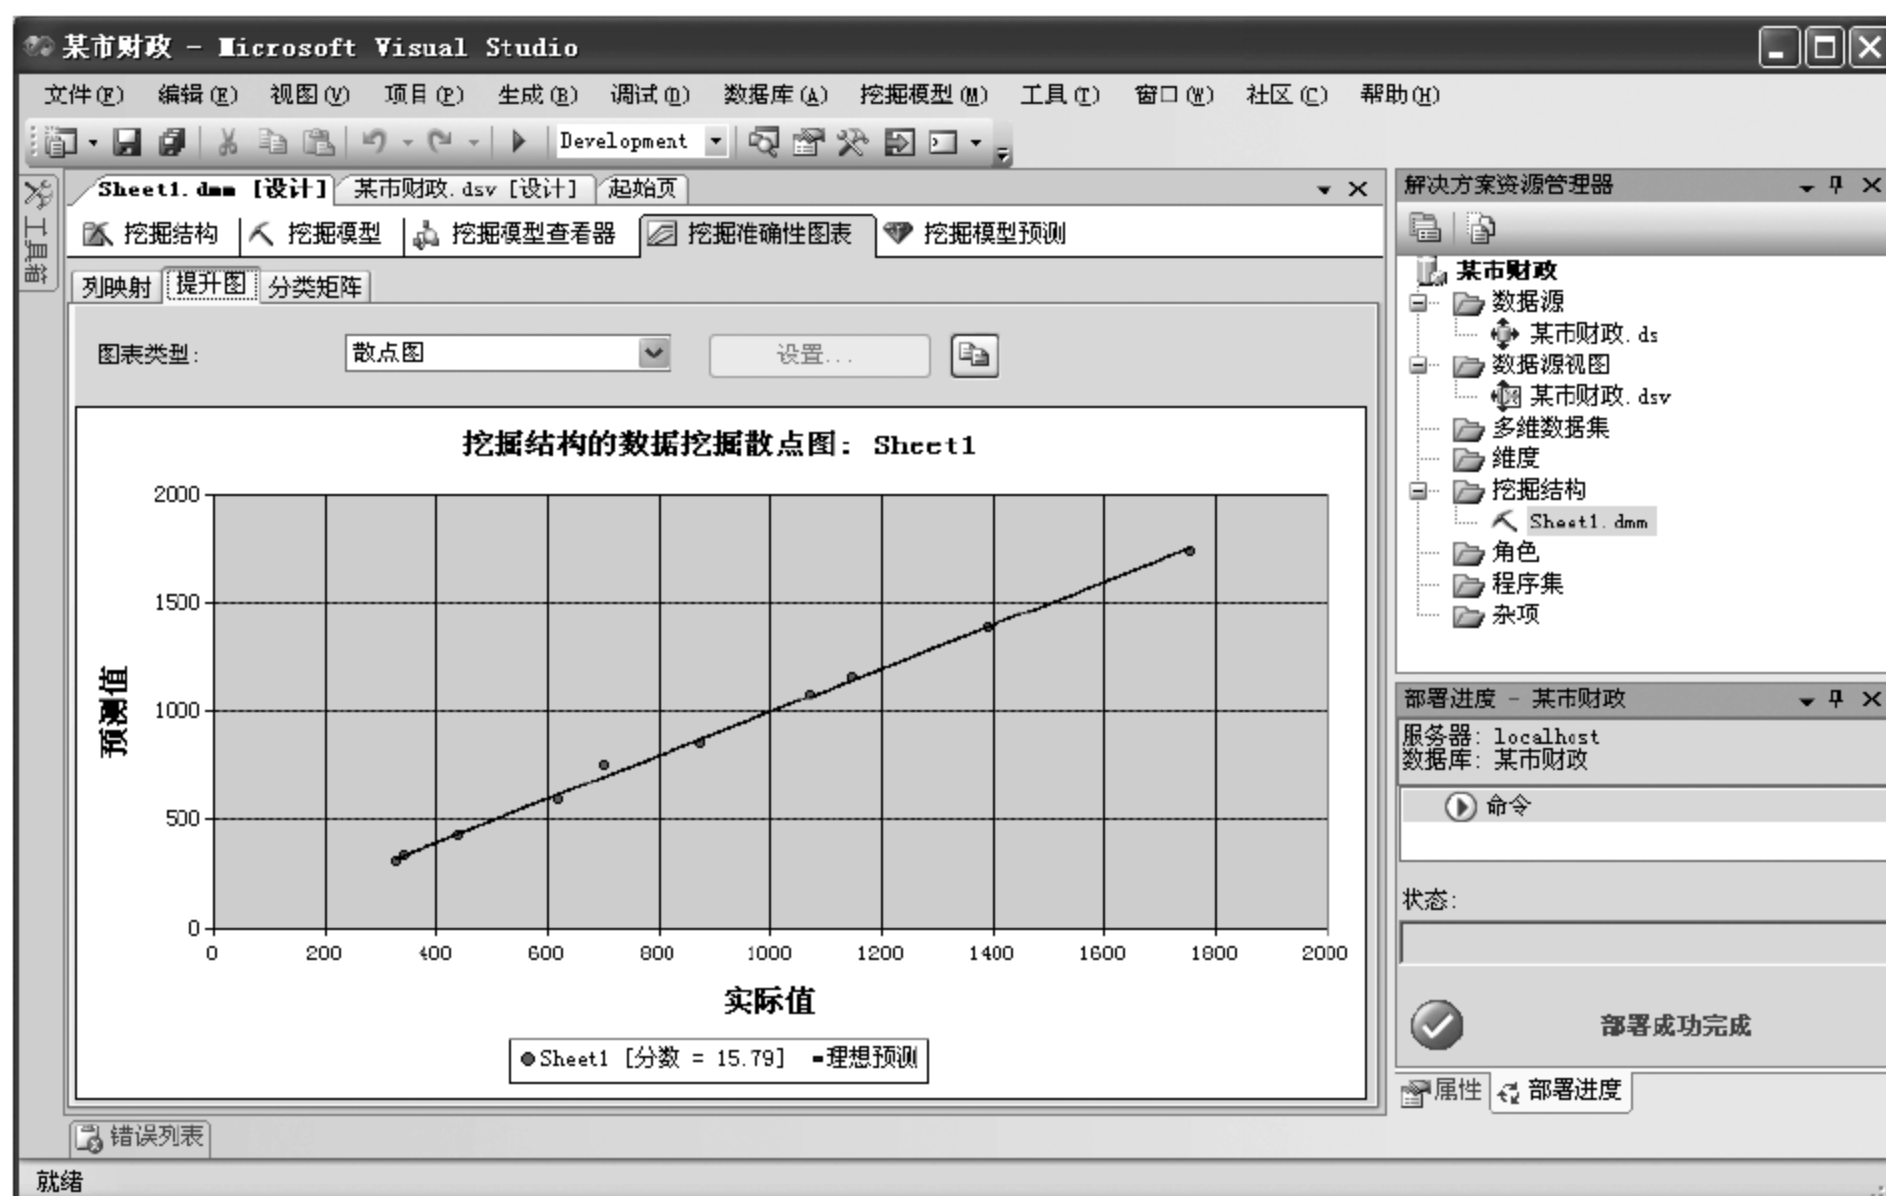 某市财政 - Microsoft Visual Studio
文件(F) 编辑(E) 视图(V) 项目(P) 生成(B) 调试(D) 数据库(A) 挖掘模型(M) 工具(T) 窗口(W) 社区(C) 帮助(H)
Development
工具箱
Sheet1.dmm [设计] 某市财政.dsv [设计] 起始页
挖掘结构 挖掘模型 挖掘模型查看器 挖掘准确性图表 挖掘模型预测
列映射 提升图 分类矩阵
图表类型: 散点图 设置...
挖掘结构的数据挖掘散点图: Sheet1
预测值
2000
1500
1000
500
0
0 200 400 600 800 1000 1200 1400 1600 1800 2000
实际值
Sheet1 [分数 = 15.79] 理想预测
解决方案资源管理器
某市财政
数据源
某市财政.ds
数据源视图
某市财政.dsv
多维数据集
维度
挖掘结构
Sheet1.dmm
角色
程序集
杂项
部署进度 - 某市财政
服务器: localhost
数据库: 某市财政
命令
状态:
部署成功完成
属性 部署进度
错误列表
就绪